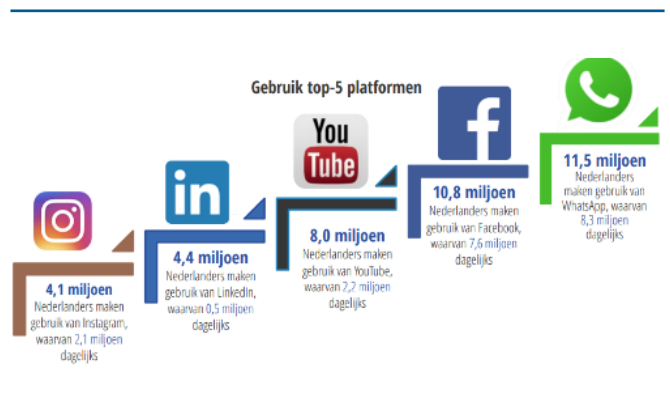 Gebruik top-5 platformen
You
Tube
in
f
4,1 miljoen
Nederlanders maken
gebruik van Instagram,
waarvan 2,1 miljoen
dagelijks
4,4 miljoen
Nederlanders maken
gebruik van LinkedIn,
waarvan 0,5 miljoen
dagelijks
8,0 miljoen
Nederlanders maken
gebruik van YouTube,
waarvan 2,2 miljoen
dagelijks
10,8 miljoen
Nederlanders maken
gebruik van Facebook,
waarvan 7,6 miljoen
dagelijks
11,5 miljoen
Nederlanders
maken gebruik van
WhatsApp, waarvan
8,3 miljoen
dagelijks